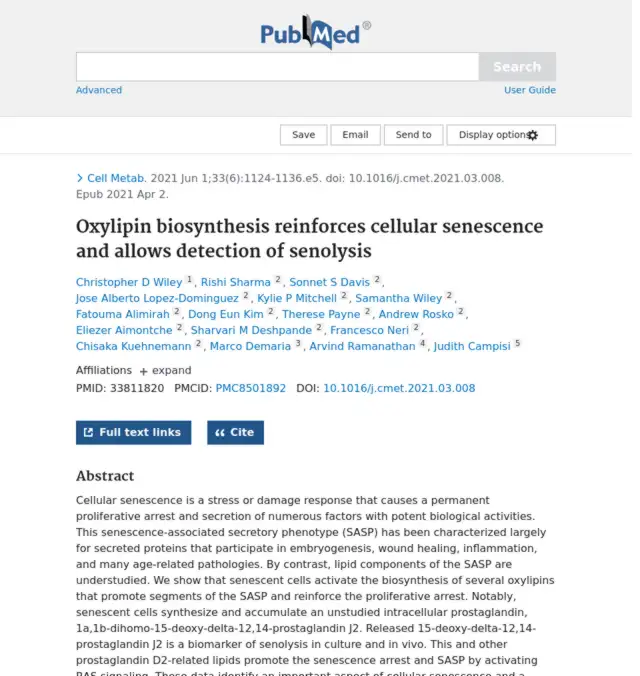 PubMed®
Search
Advanced
User Guide
Save
Email
Send to
Display options
Cell Metab. 2021 Jun 1;33(6):1124-1136.e5. doi: 10.1016/j.cmet.2021.03.008.
Epub 2021 Apr 2.
Oxylipin biosynthesis reinforces cellular senescence
and allows detection of senolysis
Christopher D Wiley 1, Rishi Sharma 2, Sonnet S Davis 2,
Jose Alberto Lopez-Dominguez 2, Kylie P Mitchell 2, Samantha Wiley 2,
Fatouma Alimirah 2, Dong Eun Kim 2, Therese Payne 2, Andrew Rosko 2,
Eliezer Aimontche 2, Sharvari M Deshpande 2, Francesco Neri 2,
Chisaka Kuehnemann 2, Marco Demaria 3, Arvind Ramanathan 4, Judith Campisi 5
Affiliations + expand
PMID: 33811820 PMCID: PMC8501892 DOI: 10.1016/j.cmet.2021.03.008
Full text links
Cite
Abstract
Cellular senescence is a stress or damage response that causes a permanent
proliferative arrest and secretion of numerous factors with potent biological activities.
This senescence-associated secretory phenotype (SASP) has been characterized largely
for secreted proteins that participate in embryogenesis, wound healing, inflammation,
and many age-related pathologies. By contrast, lipid components of the SASP are
understudied. We show that senescent cells activate the biosynthesis of several oxylipins
that promote segments of the SASP and reinforce the proliferative arrest. Notably,
senescent cells synthesize and accumulate an unstudied intracellular prostaglandin,
1a,1b-dihomo-15-deoxy-delta-12,14-prostaglandin J2. Released 15-deoxy-delta-12,14-
prostaglandin J2 is a biomarker of senolysis in culture and in vivo. This and other
prostaglandin D2-related lipids promote the senescence arrest and SASP by activating
RAS signaling. These data identify an important aspect of cellular senescence and a